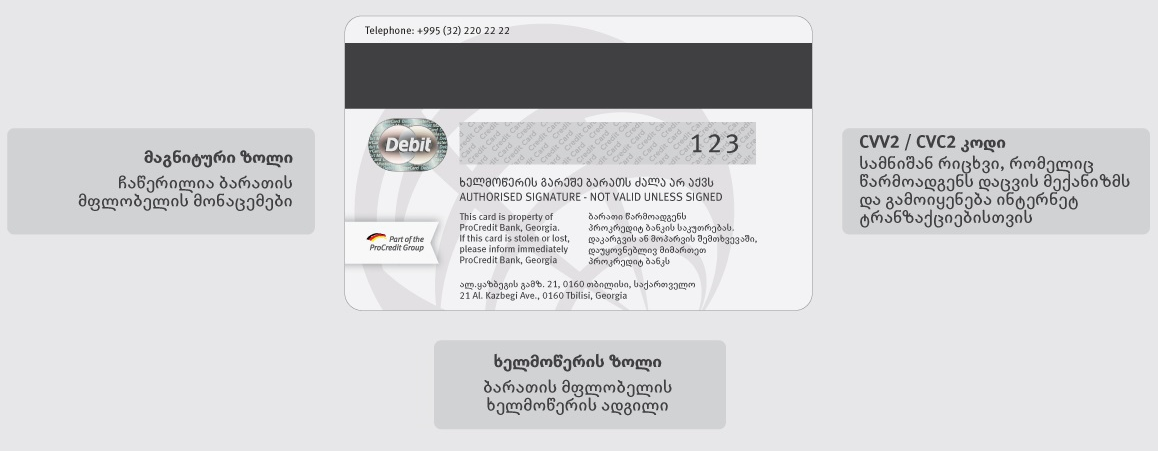 Telephone: +995 (32) 220 22 22
მაგნიტური ზოლი
ჩაწერილია ბარათის
მფლობელის მონაცემები
Debit
123
ხელმოწერის გარეშე ბარათს ძალა არ აქვს
AUTHORISED SIGNATURE - NOT VALID UNLESS SIGNED
This card is property of
ProCredit Bank, Georgia.
If this card is stolen or lost,
please inform immediately
ProCredit Bank, Georgia
ბარათი წარმოადგენს
პროკრედიტ ბანკის საკუთრებას.
დაკარგვის ან მოპარვის შემთხვევაში,
დაუყოვნებლივ მიმართეთ
პროკრედიტ ბანკს
Part of the
ProCredit Group
ალ.ყაზბეგის გამზ. 21, 0160 თბილისი, საქართველო
21 Al. Kazbegi Ave., 0160 Tbilisi, Georgia
CVV2 / CVC2 კოდი
სამნიშან რიცხვი, რომელიც
წარმოადგენს დაცვის მექანიზმს
და გამოიყენება ინტერნეტ
ტრანზაქციებისთვის
ხელმოწერის ზოლი
ბარათის მფლობელის
ხელმოწერის ადგილი